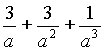 3/a + 3/a² + 1/a³